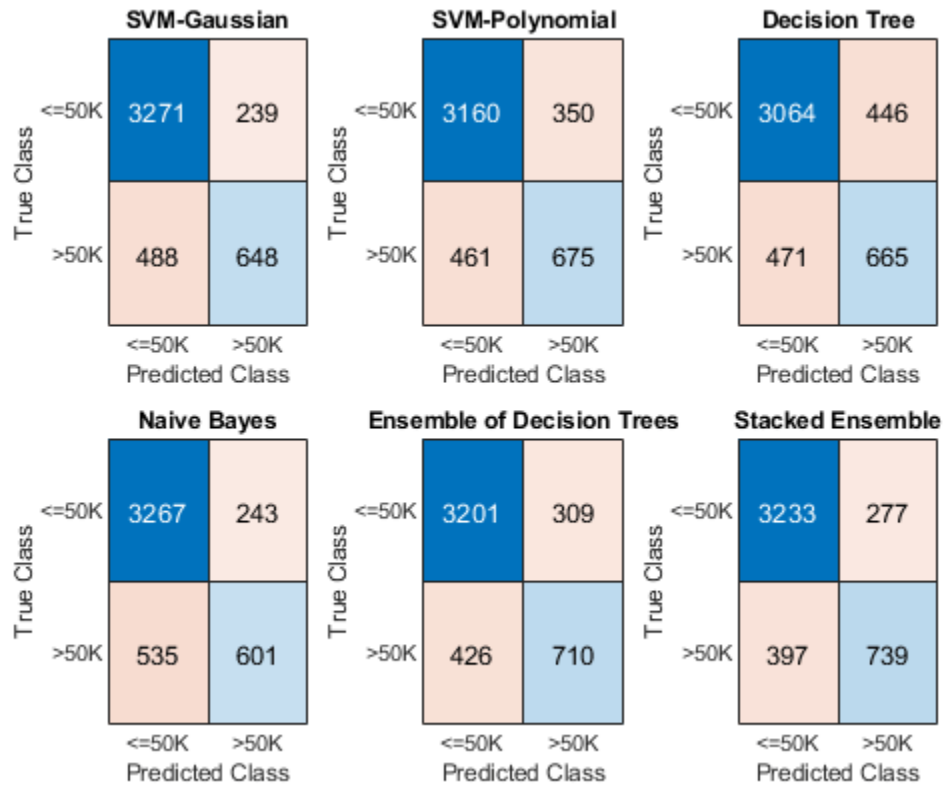 SVM-Gaussian
True Class
<=50K 3271 239
>50K 488 648
<=50K >50K
Predicted Class
SVM-Polynomial
True Class
<=50K 3160 350
>50K 461 675
<=50K >50K
Predicted Class
Decision Tree
True Class
<=50K 3064 446
>50K 471 665
<=50K >50K
Predicted Class
Naive Bayes
True Class
<=50K 3267 243
>50K 535 601
<=50K >50K
Predicted Class
Ensemble of Decision Trees
True Class
<=50K 3201 309
>50K 426 710
<=50K >50K
Predicted Class
Stacked Ensemble
True Class
<=50K 3233 277
>50K 397 739
<=50K >50K
Predicted Class